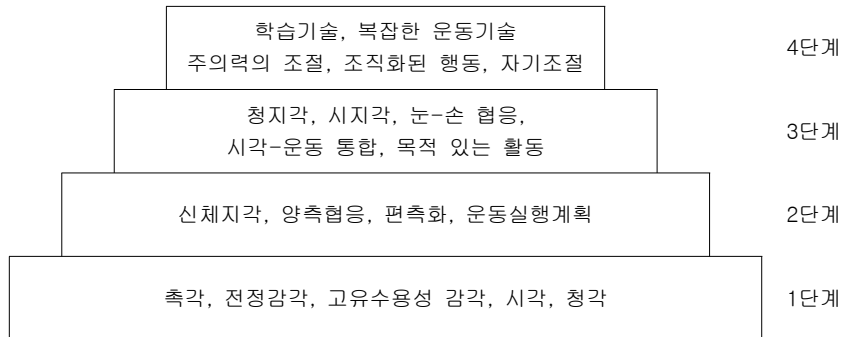 학습기술, 복잡한 운동기술
주의력의 조절, 조직화된 행동, 자기조절
4단계
청지각, 시지각, 눈-손 협응,
시각-운동 통합, 목적 있는 활동
3단계
신체지각, 양측협응, 편측화, 운동실행계획
2단계
촉각, 전정감각, 고유수용성 감각, 시각, 청각
1단계